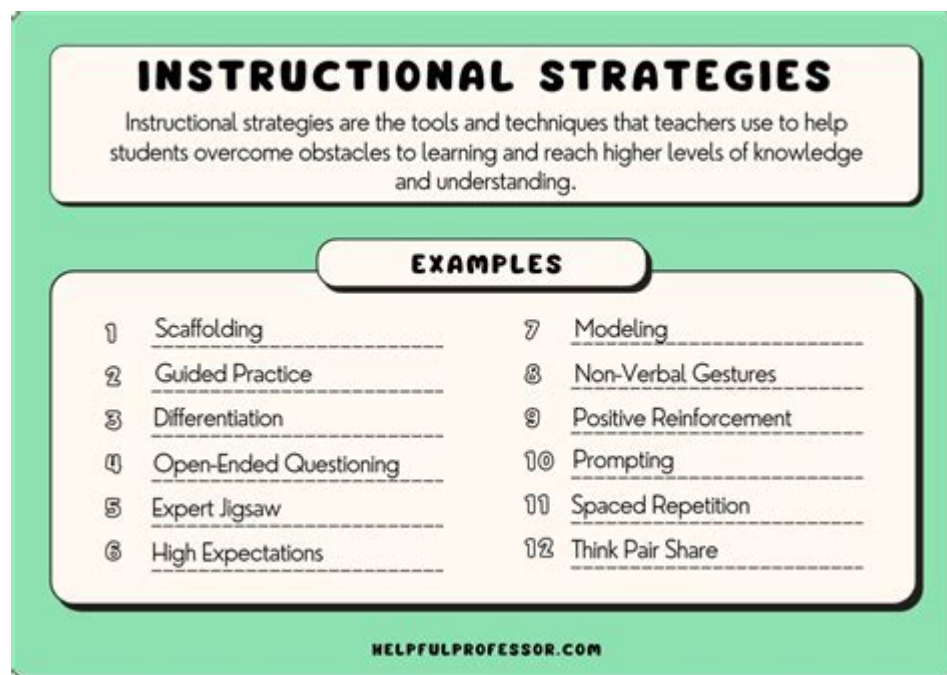 INSTRUCTIONAL STRATEGIES
Instructional strategies are the tools and techniques that teachers use to help
students overcome obstacles to learning and reach higher levels of knowledge
and understanding.
EXAMPLES
1 Scaffolding
2 Guided Practice
3 Differentiation
4 Open-Ended Questioning
5 Expert Jigsaw
6 High Expectations
7 Modeling
8 Non-Verbal Gestures
9 Positive Reinforcement
10 Prompting
11 Spaced Repetition
12 Think Pair Share
HELPFULPROFESSOR.COM